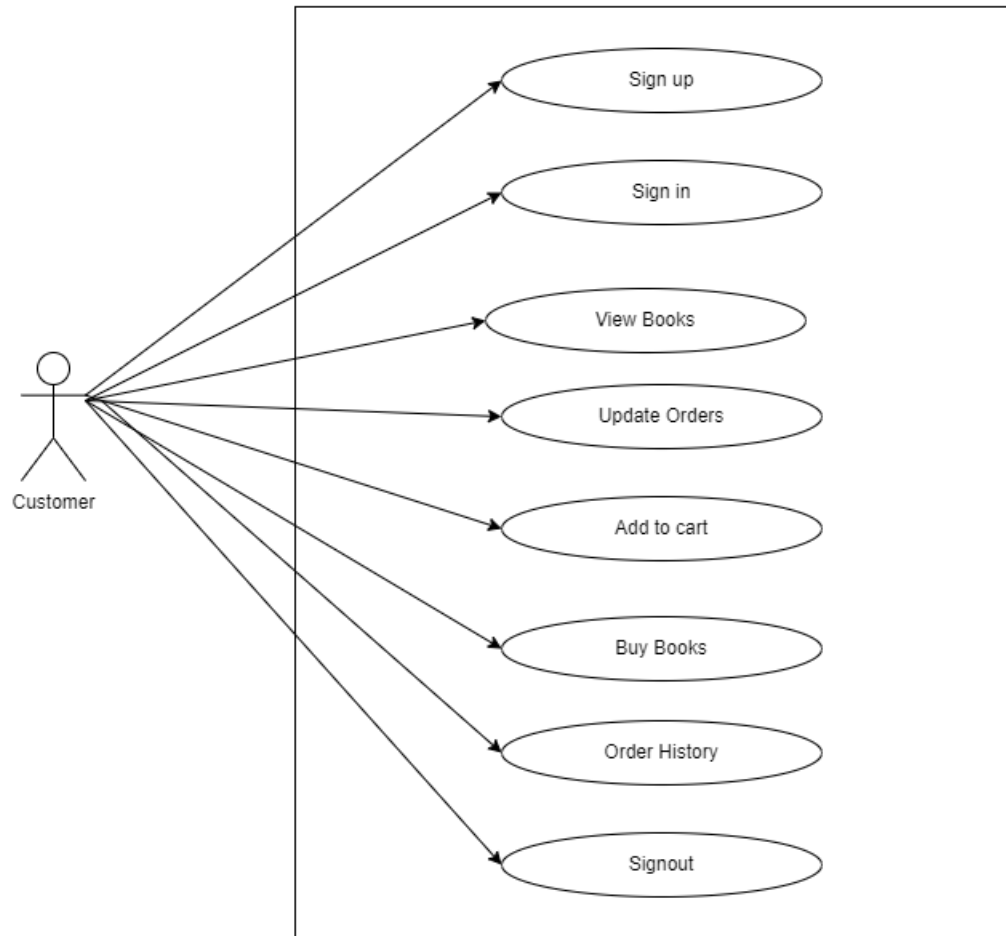 Sign up
Sign in
View Books
Update Orders
Customer
Add to cart
Buy Books
Order History
Signout